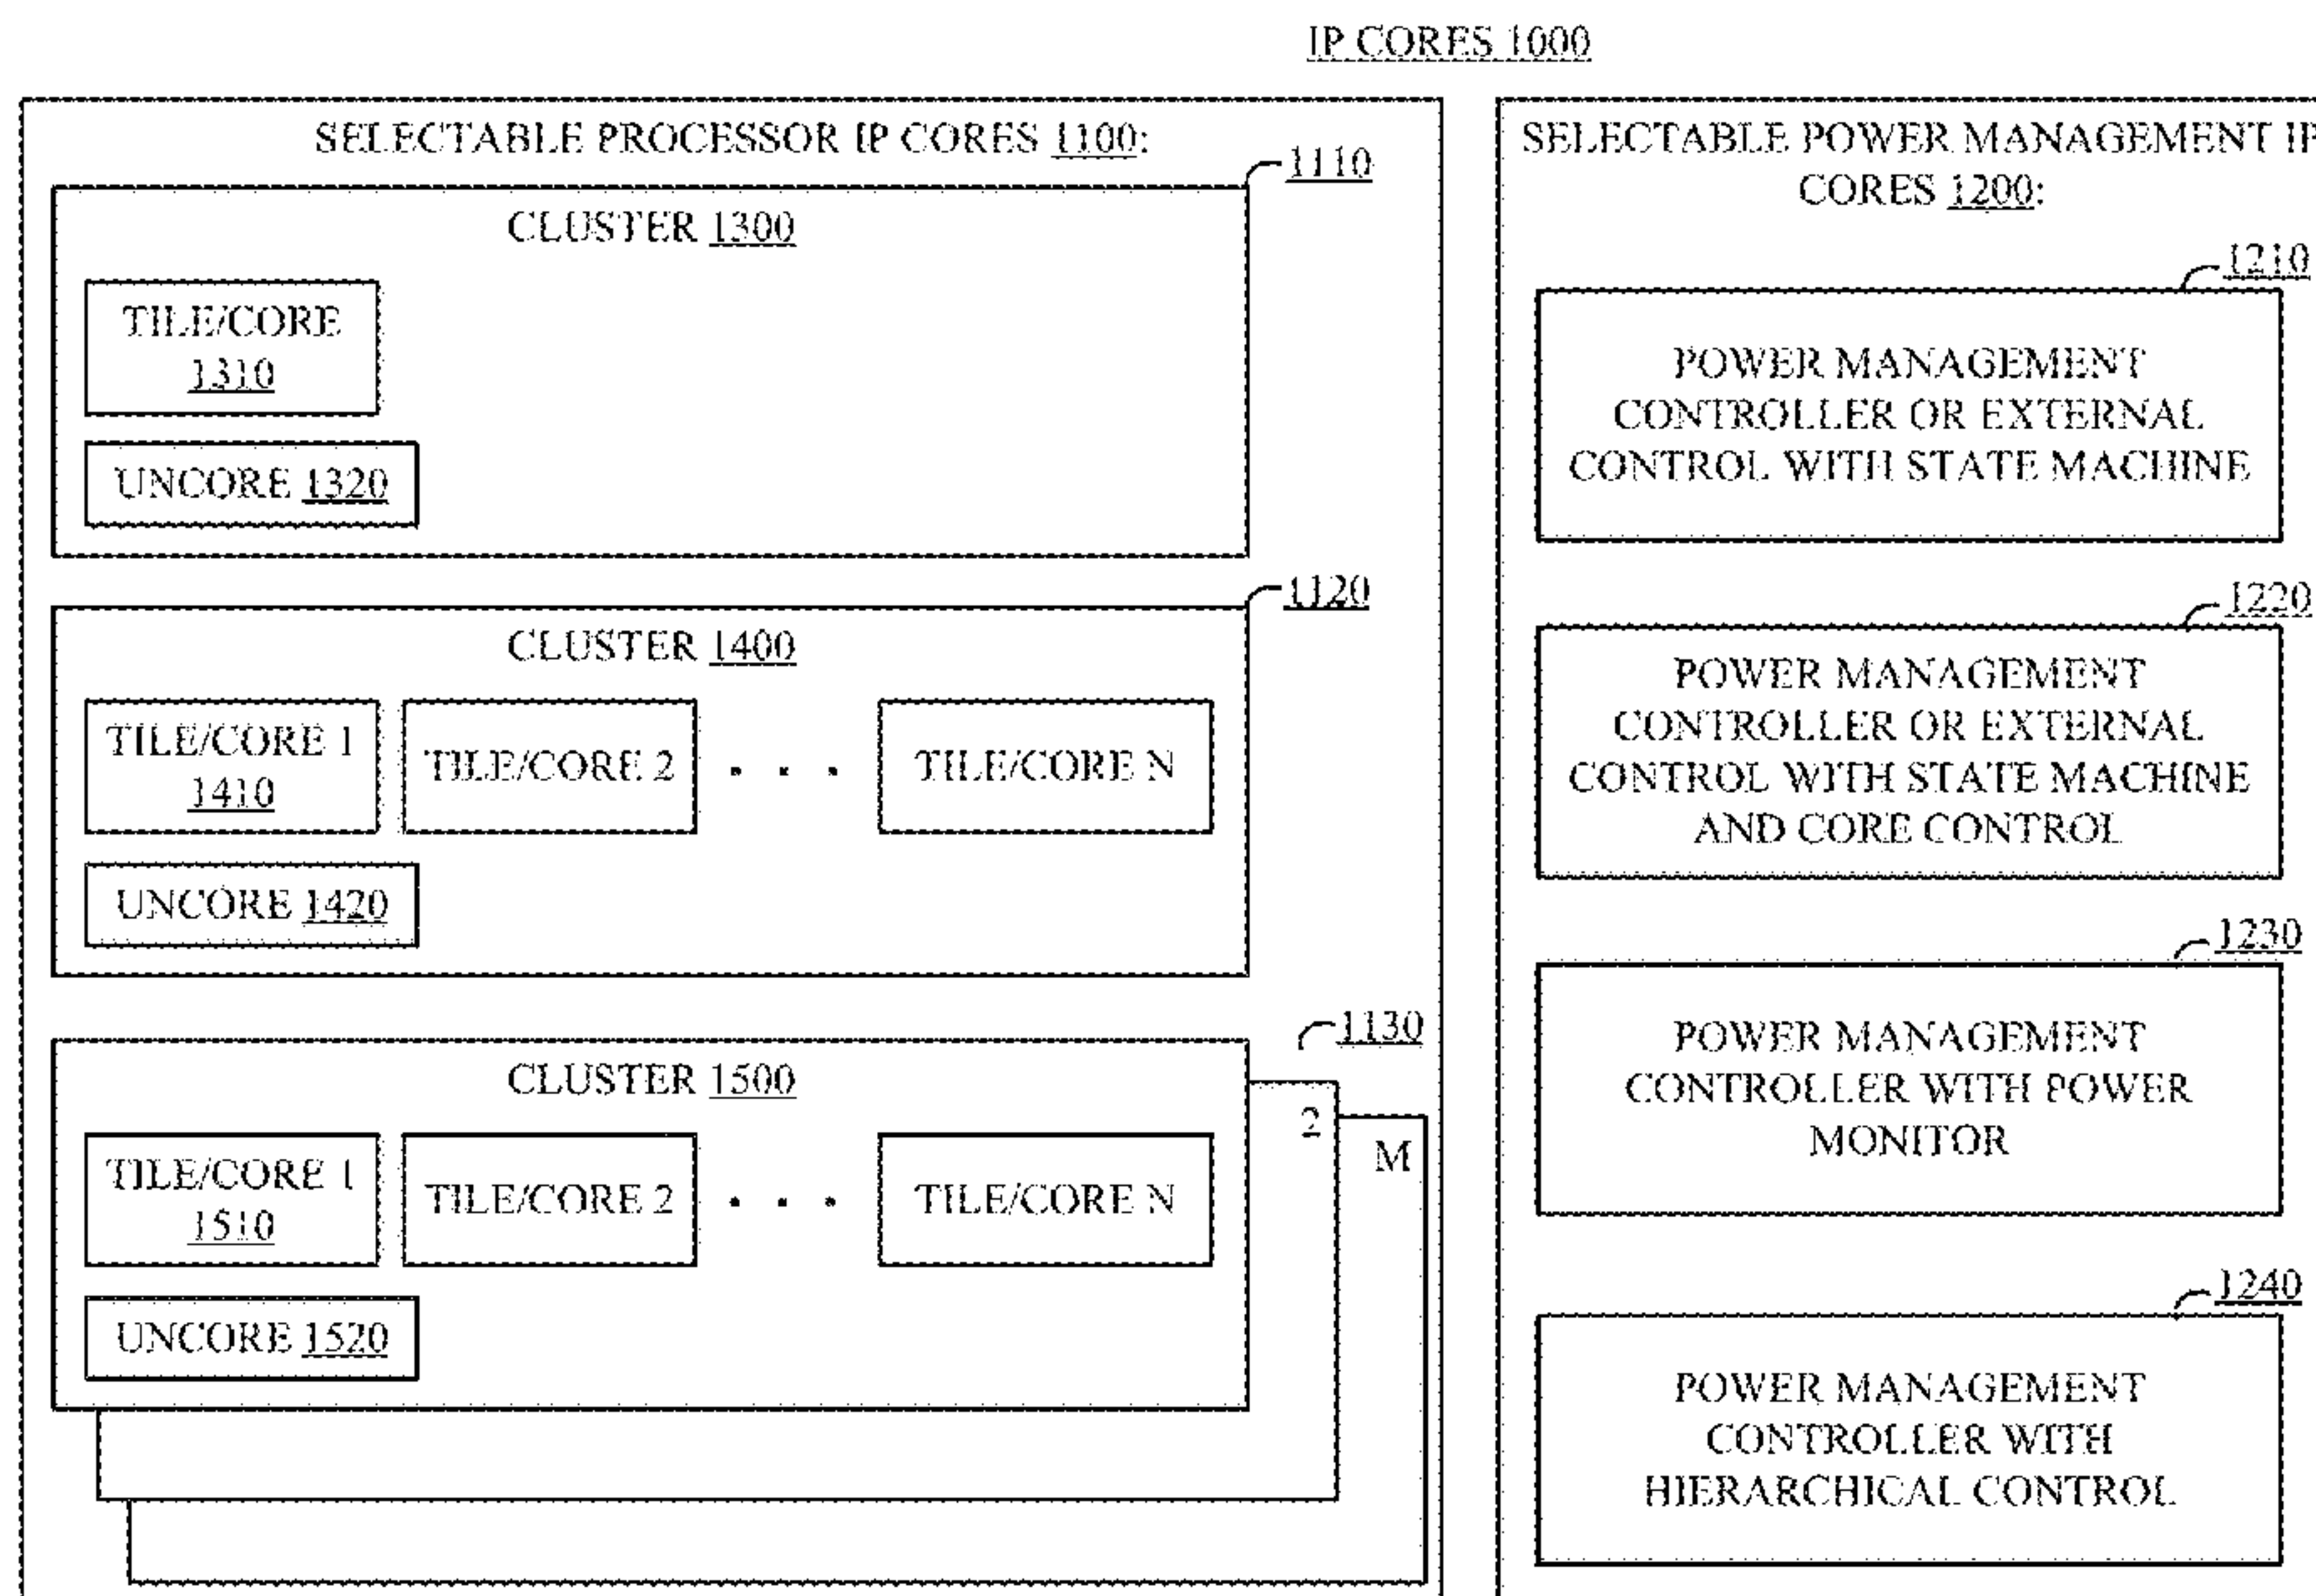 IP CORES 1000
SELECTABLE PROCESSOR IP CORES 1100:
1110
CLUSTER 1300
TILE/CORE
1310
UNCORE 1320
1120
CLUSTER 1400
TILE/CORE 1
1410
TILE/CORE 2
. . .
TILE/CORE N
UNCORE 1420
1130
CLUSTER 1500
2
M
TILE/CORE 1
1510
TILE/CORE 2
. . .
TILE/CORE N
UNCORE 1520
SELECTABLE POWER MANAGEMENT IP
CORES 1200:
1210
POWER MANAGEMENT
CONTROLLER OR EXTERNAL
CONTROL WITH STATE MACHINE
1220
POWER MANAGEMENT
CONTROLLER OR EXTERNAL
CONTROL WITH STATE MACHINE
AND CORE CONTROL
1230
POWER MANAGEMENT
CONTROLLER WITH POWER
MONITOR
1240
POWER MANAGEMENT
CONTROLLER WITH
HIERARCHICAL CONTROL